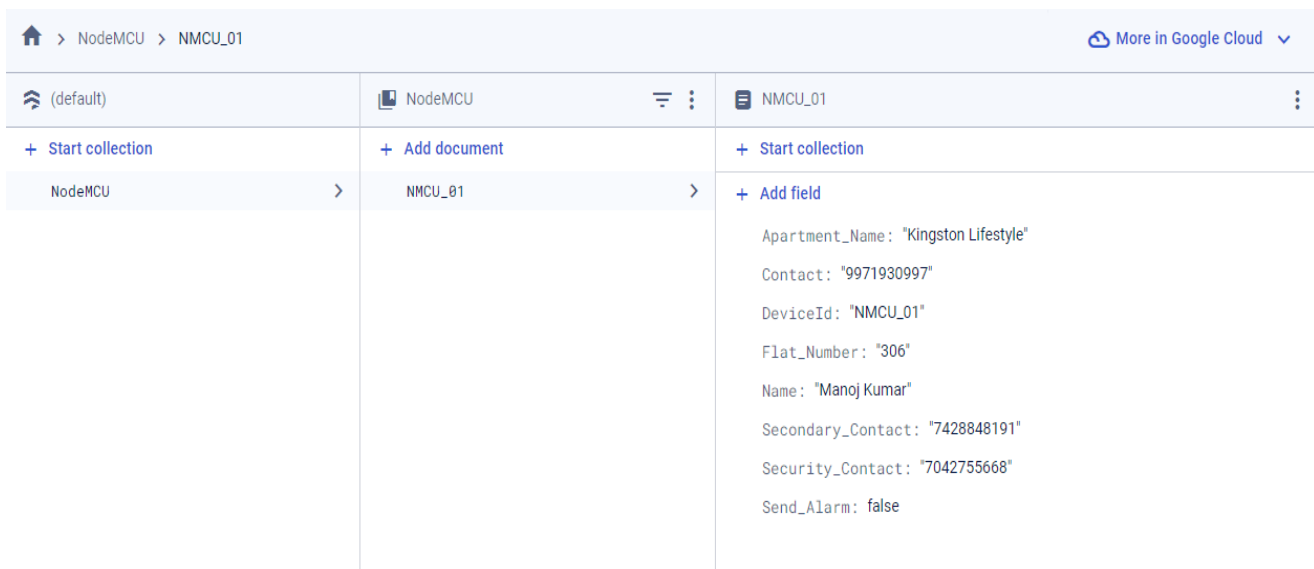 > NodeMCU > NMCU_01
More in Google Cloud
(default)
NodeMCU
NMCU_01
+ Start collection
+ Add document
+ Start collection
NodeMCU
NMCU_01
+ Add field
Apartment_Name: "Kingston Lifestyle"
Contact: "9971930997"
DeviceId: "NMCU_01"
Flat_Number: "306"
Name: "Manoj Kumar"
Secondary_Contact: "7428848191"
Security_Contact: "7042755668"
Send_Alarm: false